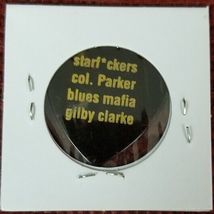 starf*ckers
col. Parker
blues mafia
gilby clarke